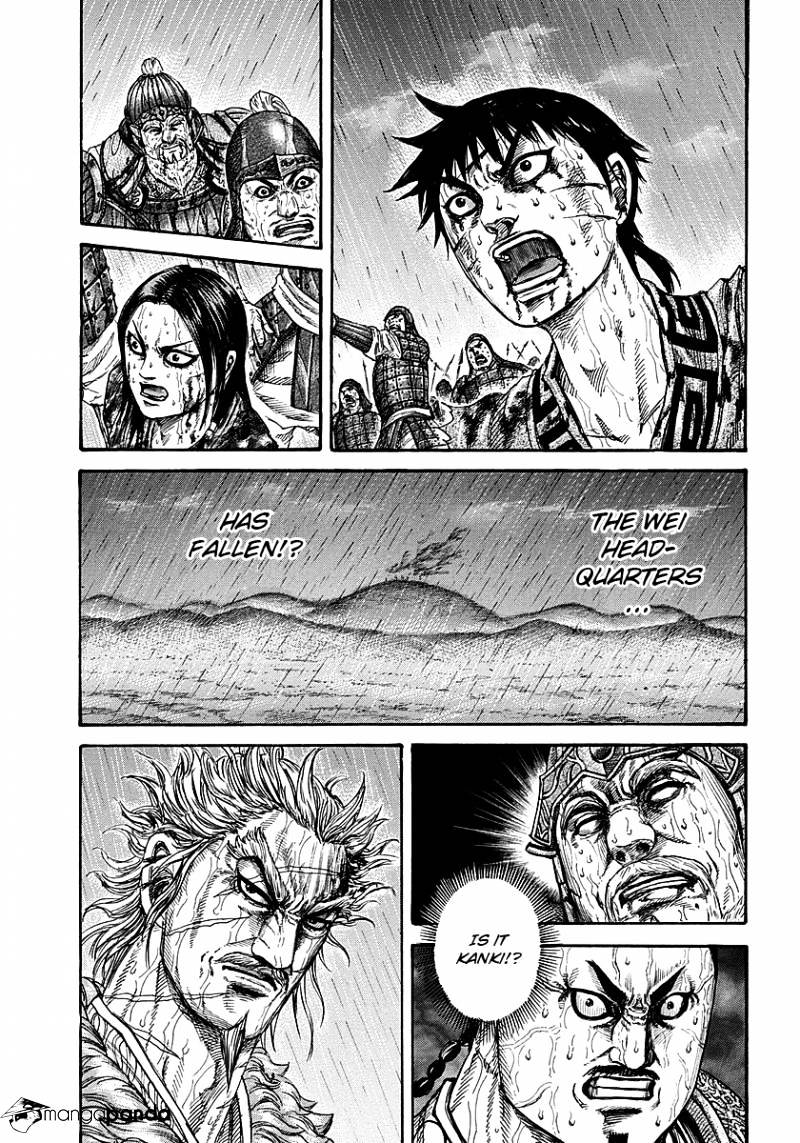 THE WEI
HEAD-
QUARTERS
...
HAS
FALLEN!?
IS IT
KANKI!?
mangapanda